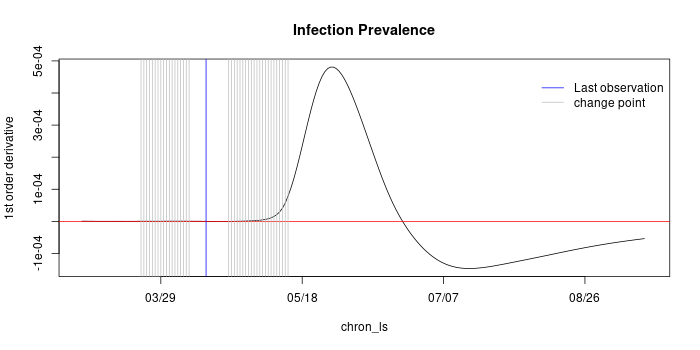 Infection Prevalence
1st order derivative
5e-04
3e-04
1e-04
-1e-04
Last observation
change point
03/29
05/18
07/07
08/26
chron_ls